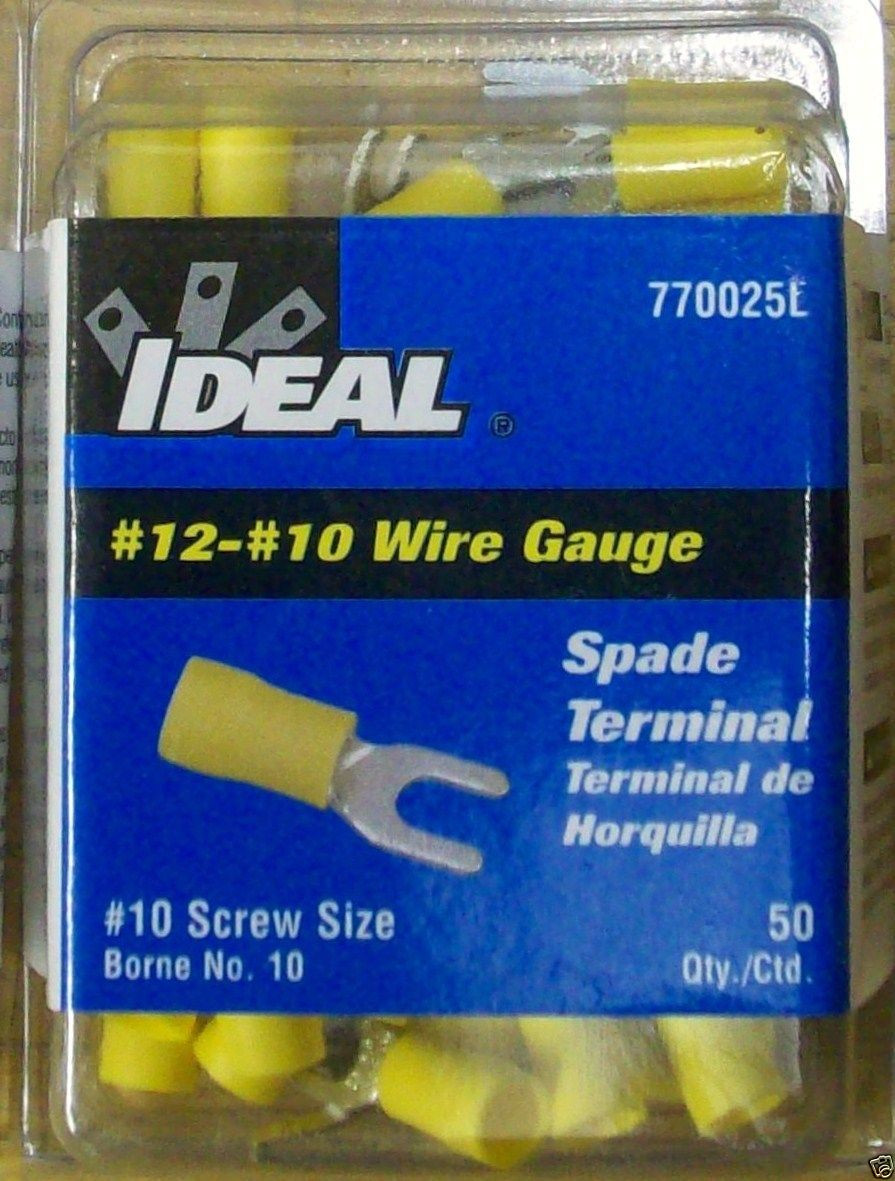 770025L
IDEAL ®
#12-#10 Wire Gauge
Spade
Terminal
Terminal de
Horquilla
#10 Screw Size
Borne No. 10
50
Qty./Ctd.